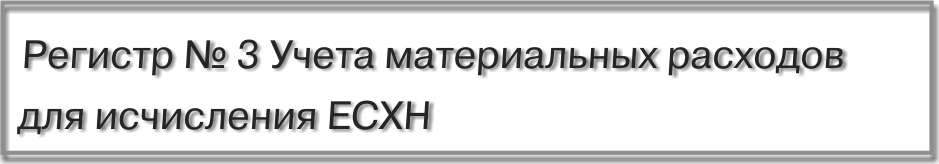 Регистр № 3 Учета материальных расходов
для исчисления ЕСХН